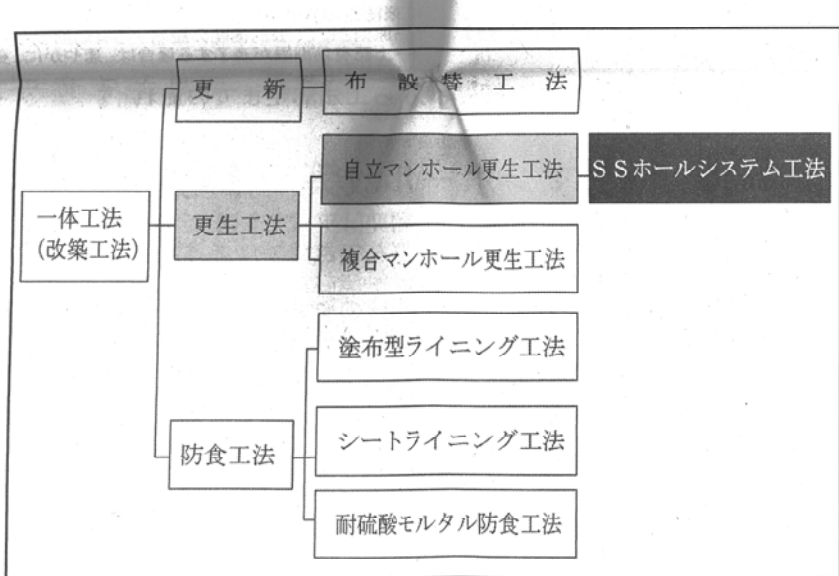 更新
布設替工法
自立マンホール更生工法
SSホールシステム工法
一体工法
(改築工法)
更生工法
複合マンホール更生工法
塗布型ライニング工法
シートライニング工法
防食工法
耐硫酸モルタル防食工法